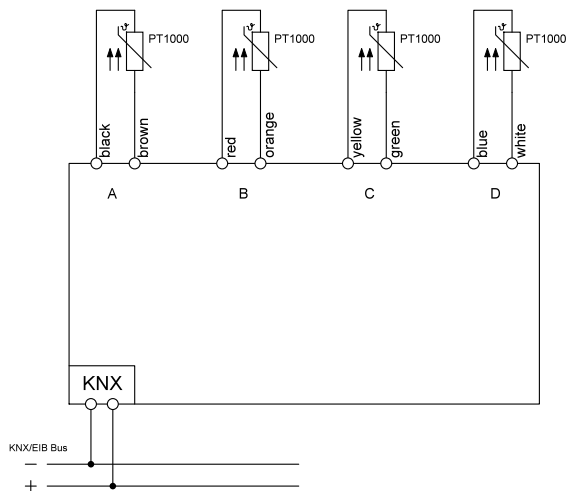 PT1000 PT1000 PT1000 PT1000
black brown red orange yellow green blue white
A B C D
KNX
KNX/EIB Bus
−
+